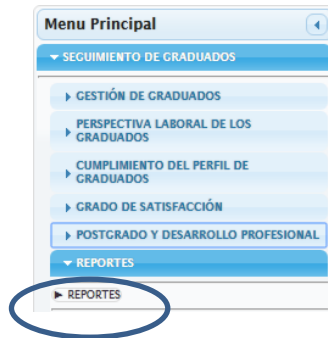 Menu Principal
SEGUIMIENTO DE GRADUADOS
GESTIÓN DE GRADUADOS
PERSPECTIVA LABORAL DE LOS
GRADUADOS
CUMPLIMIENTO DEL PERFIL DE
GRADUADOS
GRADO DE SATISFACCIÓN
POSTGRADO Y DESARROLLO PROFESIONAL
REPORTES
REPORTES